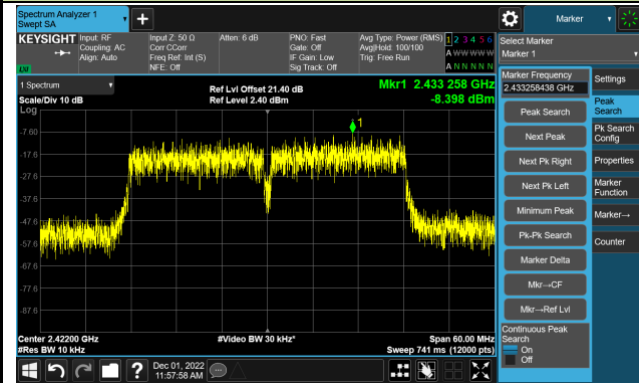 Spectrum Analyzer 1
Swept SA
Marker
KEYSIGHT
Input: RF
Coupling: AC
Align: Auto
Input Z: 50 Ω
Corr CCorr
Freq Ref: Int (S)
NFE: Off
Atten: 6 dB
PNO: Fast
Gate: Off
IF Gain: Low
Sig Track: Off
Avg Type: Power (RMS)
Avg|Hold: 100/100
Trig: Free Run
1 2 3 4 5 6
A W W W W W
A N N N N N
Select Marker
Marker 1
1 Spectrum
Scale/Div 10 dB
Log
Ref Lvl Offset 21.40 dB
Ref Level 2.40 dBm
Mkr1 2.433 258 GHz
-8.398 dBm
1
-7.60
-17.6
-27.6
-37.6
-47.6
-57.6
-67.6
-77.6
-87.6
Center 2.42200 GHz
#Res BW 10 kHz
#Video BW 30 kHz*
Span 60.00 MHz
Sweep 741 ms (12000 pts)
Marker Frequency
2.433258438 GHz
Peak Search
Next Peak
Next Pk Right
Next Pk Left
Minimum Peak
Pk-Pk Search
Marker Delta
Mkr→CF
Mkr→Ref Lvl
Continuous Peak
Search
On
Off
Settings
Peak
Search
Pk Search
Config
Properties
Marker
Function
Marker→
Counter
Dec 01, 2022
11:57:58 AM